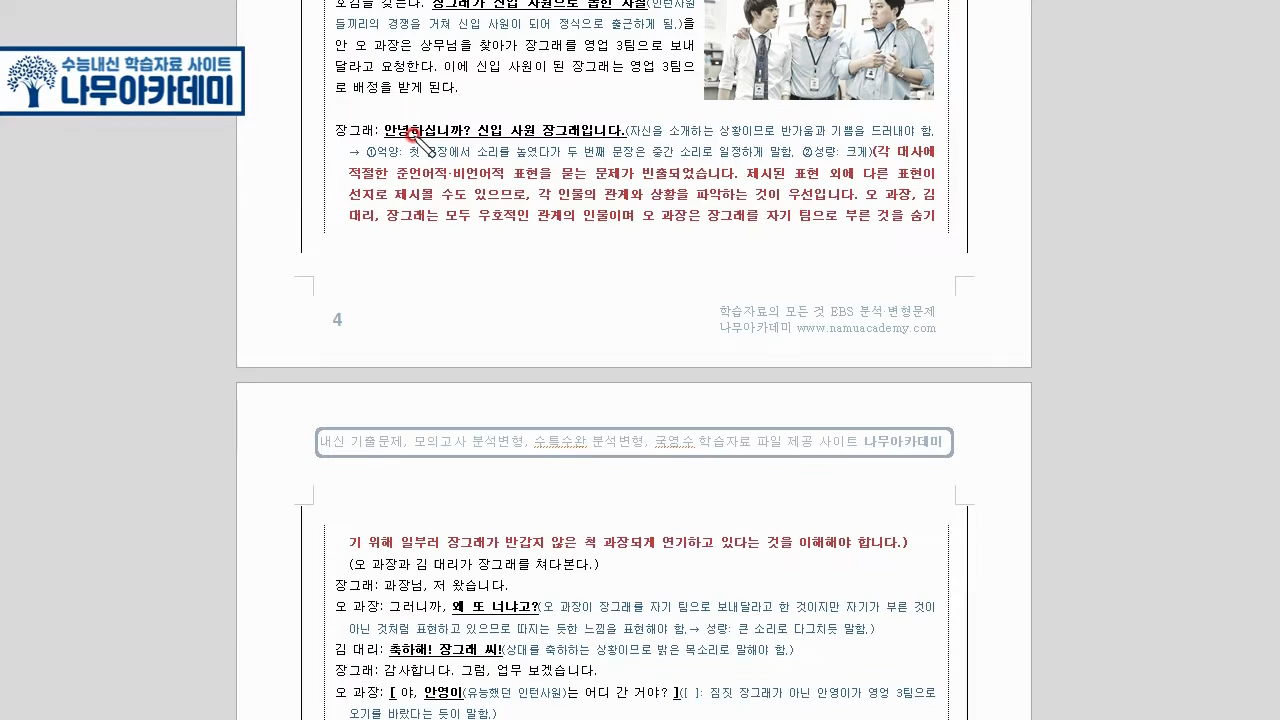 오감을 갖는다. 장그래가 신입 사원으로 뽑힌 사실(인턴사원
들끼리의 경쟁을 거쳐 신입 사원이 되어 정식으로 출근하게 됨.)을
안 오 과장은 상무님을 찾아가 장그래를 영업 3팀으로 보내
달라고 요청한다. 이에 신입 사원이 된 장그래는 영업 3팀으
로 배정을 받게 된다.
수능내신 학습자료 사이트
나무아카데미
장그래: 안녕하십니까? 신입 사원 장그래입니다.(자신을 소개하는 상황이므로 반가움과 기쁨을 드러내야 함.
→ ①억양: 첫 문장에서 소리를 높였다가 두 번째 문장은 중간 소리로 일정하게 말함. ②성량: 크게)(각 대사에
적절한 준언어적·비언어적 표현을 묻는 문제가 빈출되었습니다. 제시된 표현 외에 다른 표현이
선지로 제시될 수도 있으므로, 각 인물의 관계와 상황을 파악하는 것이 우선입니다. 오 과장, 김
대리, 장그래는 모두 우호적인 관계의 인물이며 오 과장은 장그래를 자기 팀으로 부른 것을 숨기
4
학습자료의 모든 것 EBS 분석·변형문제
나무아카데미 www.namuacademy.com
내신 기출문제, 모의고사 분석변형, 수특수완 분석변형, 국영수 학습자료 파일 제공 사이트 나무아카데미
기 위해 일부러 장그래가 반갑지 않은 척 과장되게 연기하고 있다는 것을 이해해야 합니다.)
(오 과장과 김 대리가 장그래를 쳐다본다.)
장그래: 과장님, 저 왔습니다.
오 과장: 그러니까, 왜 또 너냐고?(오 과장이 장그래를 자기 팀으로 보내달라고 한 것이지만 자기가 부른 것이
아닌 것처럼 표현하고 있으므로 따지는 듯한 느낌을 표현해야 함.→ 성량: 큰 소리로 다그치듯 말함.)
김 대리: 축하해! 장그래 씨!(상대를 축하하는 상황이므로 밝은 목소리로 말해야 함.)
장그래: 감사합니다. 그럼, 업무 보겠습니다.
오 과장: [ 야, 안영이(유능했던 인턴사원)는 어디 간 거야? ]([ ]: 짐짓 장그래가 아닌 안영이가 영영 3팀으로
오기를 바랐다는 듯이 말함.)